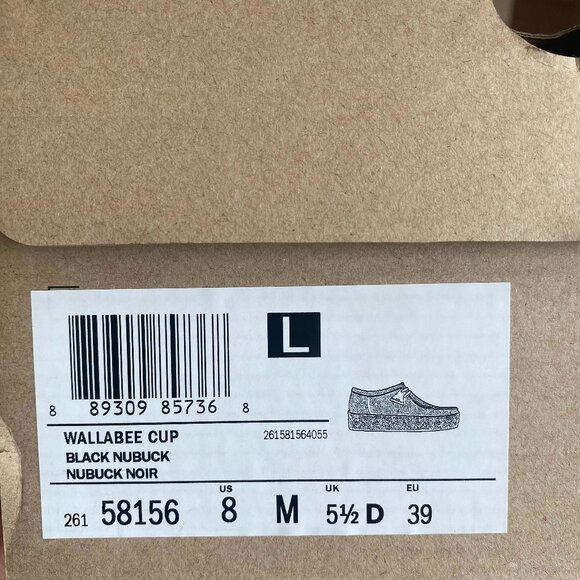 L
8 89309 85736 8
WALLABEE CUP 261581564055
BLACK NUBUCK
NUBUCK NOIR
US UK EU
261 58156 8 M 5½ D 39